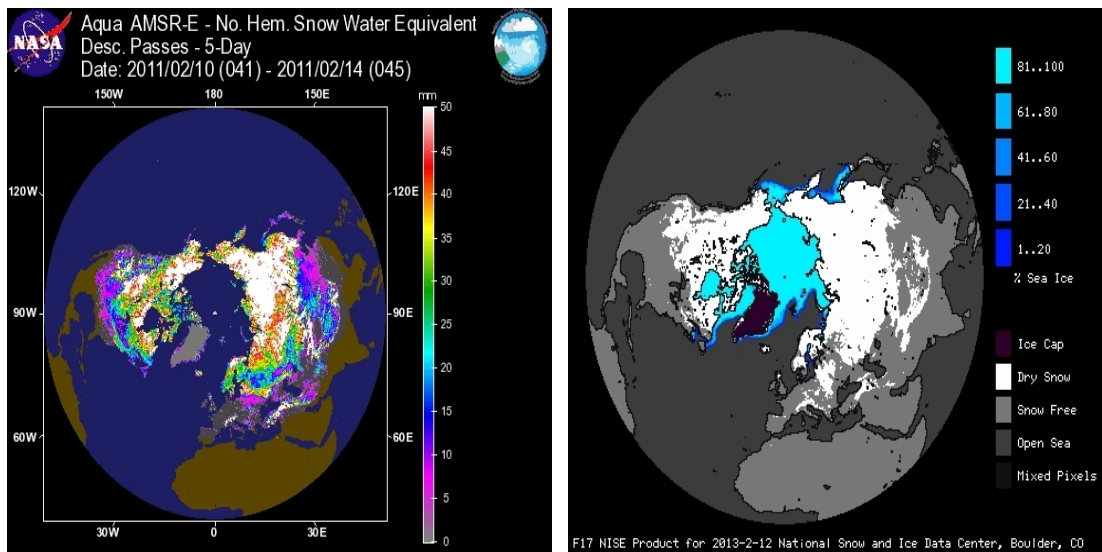 NASA
Aqua AMSR-E - No. Hem. Snow Water Equivalent
Desc. Passes - 5-Day
Date: 2011/02/10 (041) - 2011/02/14 (045)
150W 180 150E
mm
50
45
120W 120E
40
35
30
25
90W 90E
20
15
10
60W 60E
5
0
30W 0 30E
81..100
61..80
41..60
21..40
1..20
% Sea Ice
Ice Cap
Dry Snow
Snow Free
Open Sea
Mixed Pixels
F17 NISE Product for 2013-2-12 National Snow and Ice Data Center, Boulder, CO